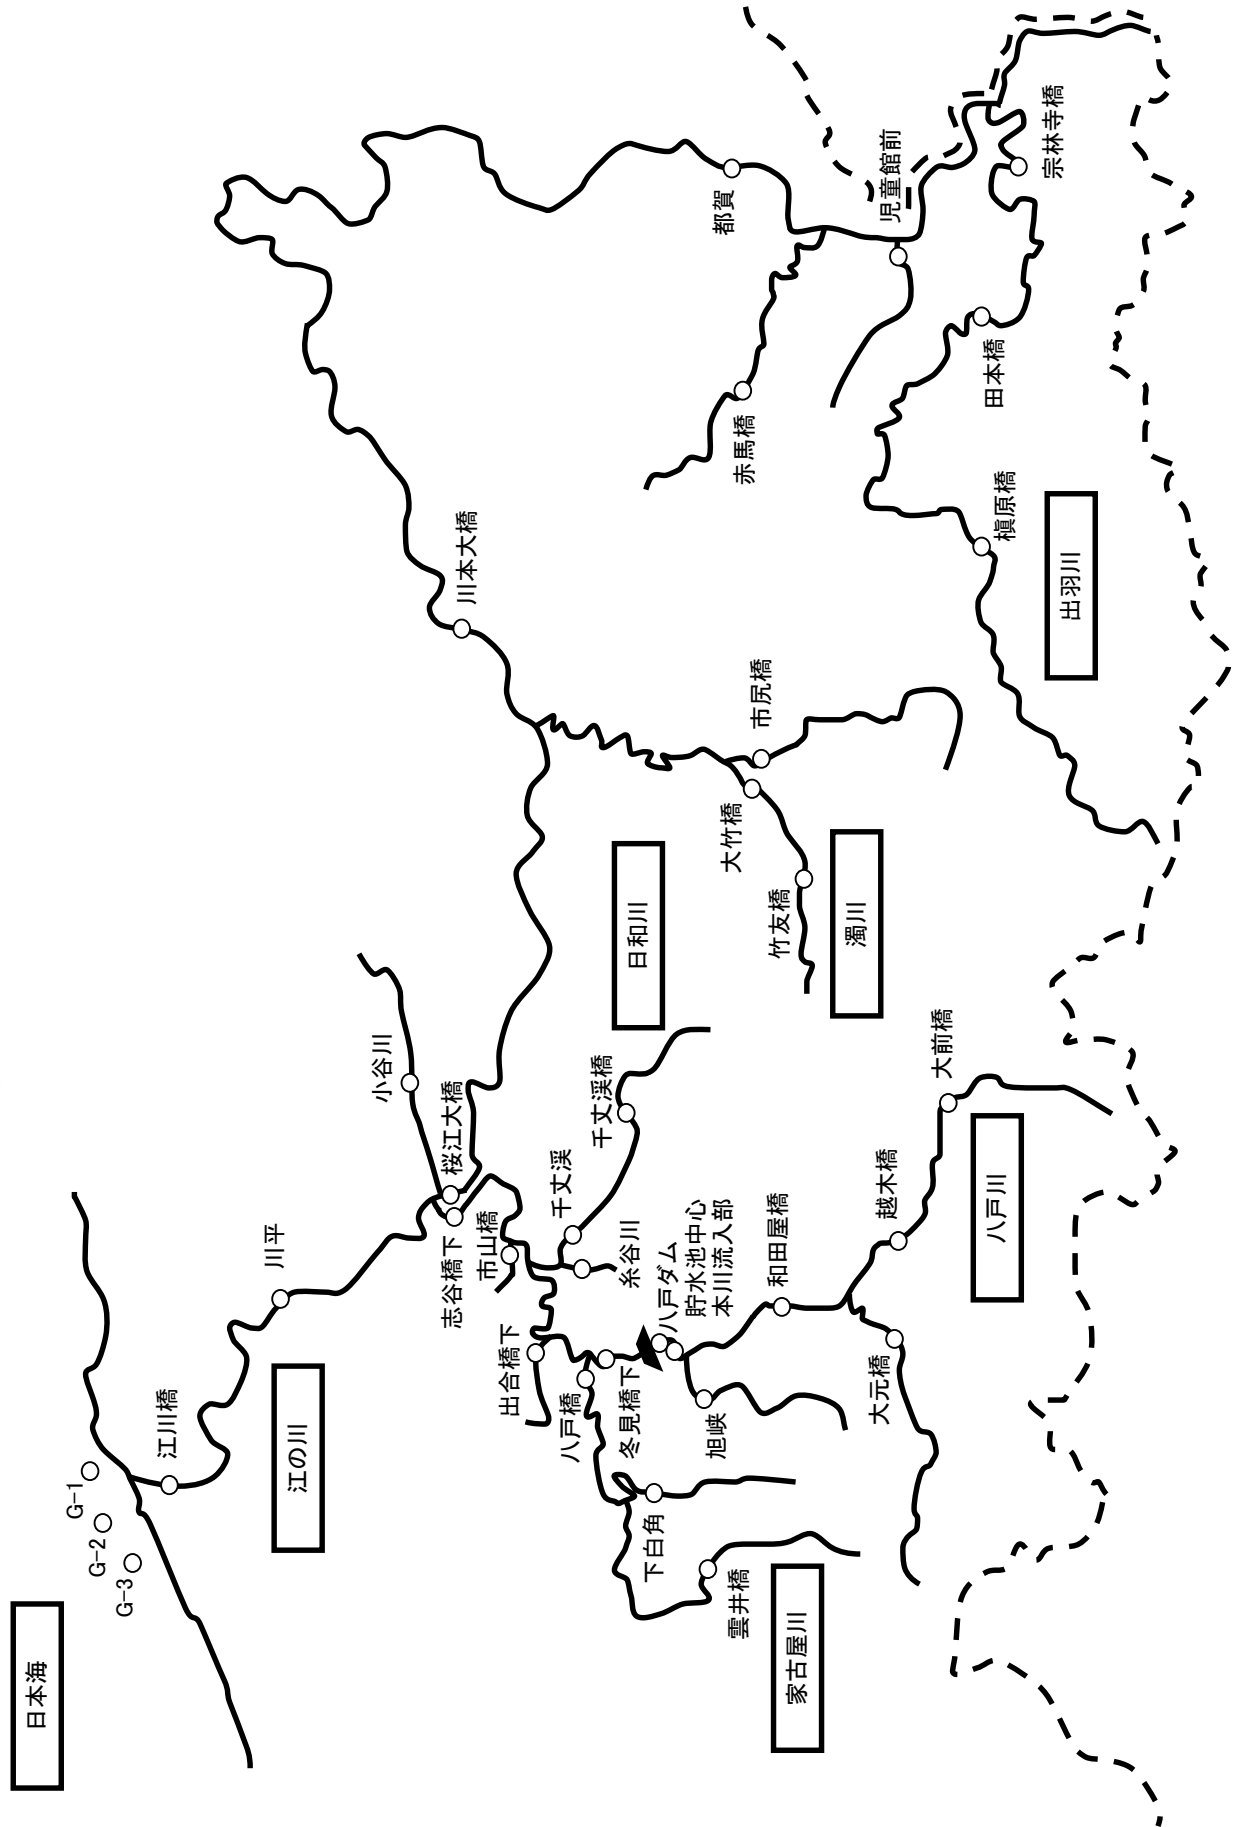 日本海
G-1
G-2
G-3
江川橋
江の川
川平
小谷川
桜江大橋
志谷橋下
市山橋
千丈渓
千丈渓橋
日和川
糸谷川
出合橋下
八戸橋
冬見橋下
八戸ダム
貯水池中心
本川流入部
旭峡
和田屋橋
越木橋
大前橋
八戸川
大元橋
下白角
雲井橋
家古屋川
川本大橋
市尻橋
大竹橋
竹友橋
濁川
都賀
赤馬橋
児童館前
宗林寺橋
田本橋
槇原橋
出羽川